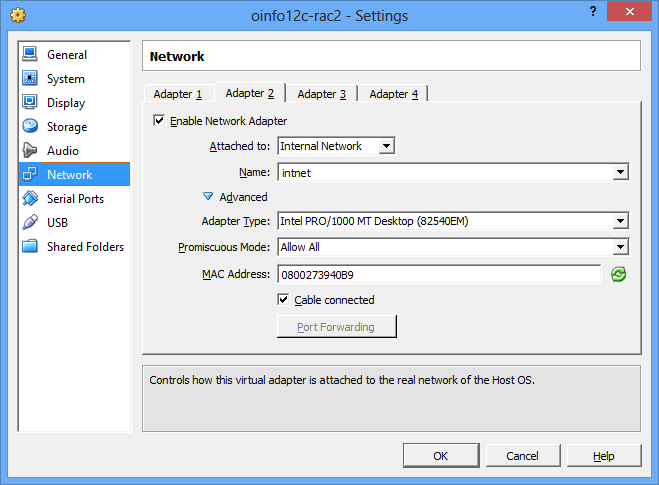 oinfo12c-rac2 - Settings
?
General
System
Display
Storage
Audio
Network
Serial Ports
USB
Shared Folders
Network
Adapter 1
Adapter 2
Adapter 3
Adapter 4
Enable Network Adapter
Attached to: Internal Network
Name: intnet
Advanced
Adapter Type: Intel PRO/1000 MT Desktop (82540EM)
Promiscuous Mode: Allow All
MAC Address: 0800273940B9
Cable connected
Port Forwarding
Controls how this virtual adapter is attached to the real network of the Host OS.
OK
Cancel
Help